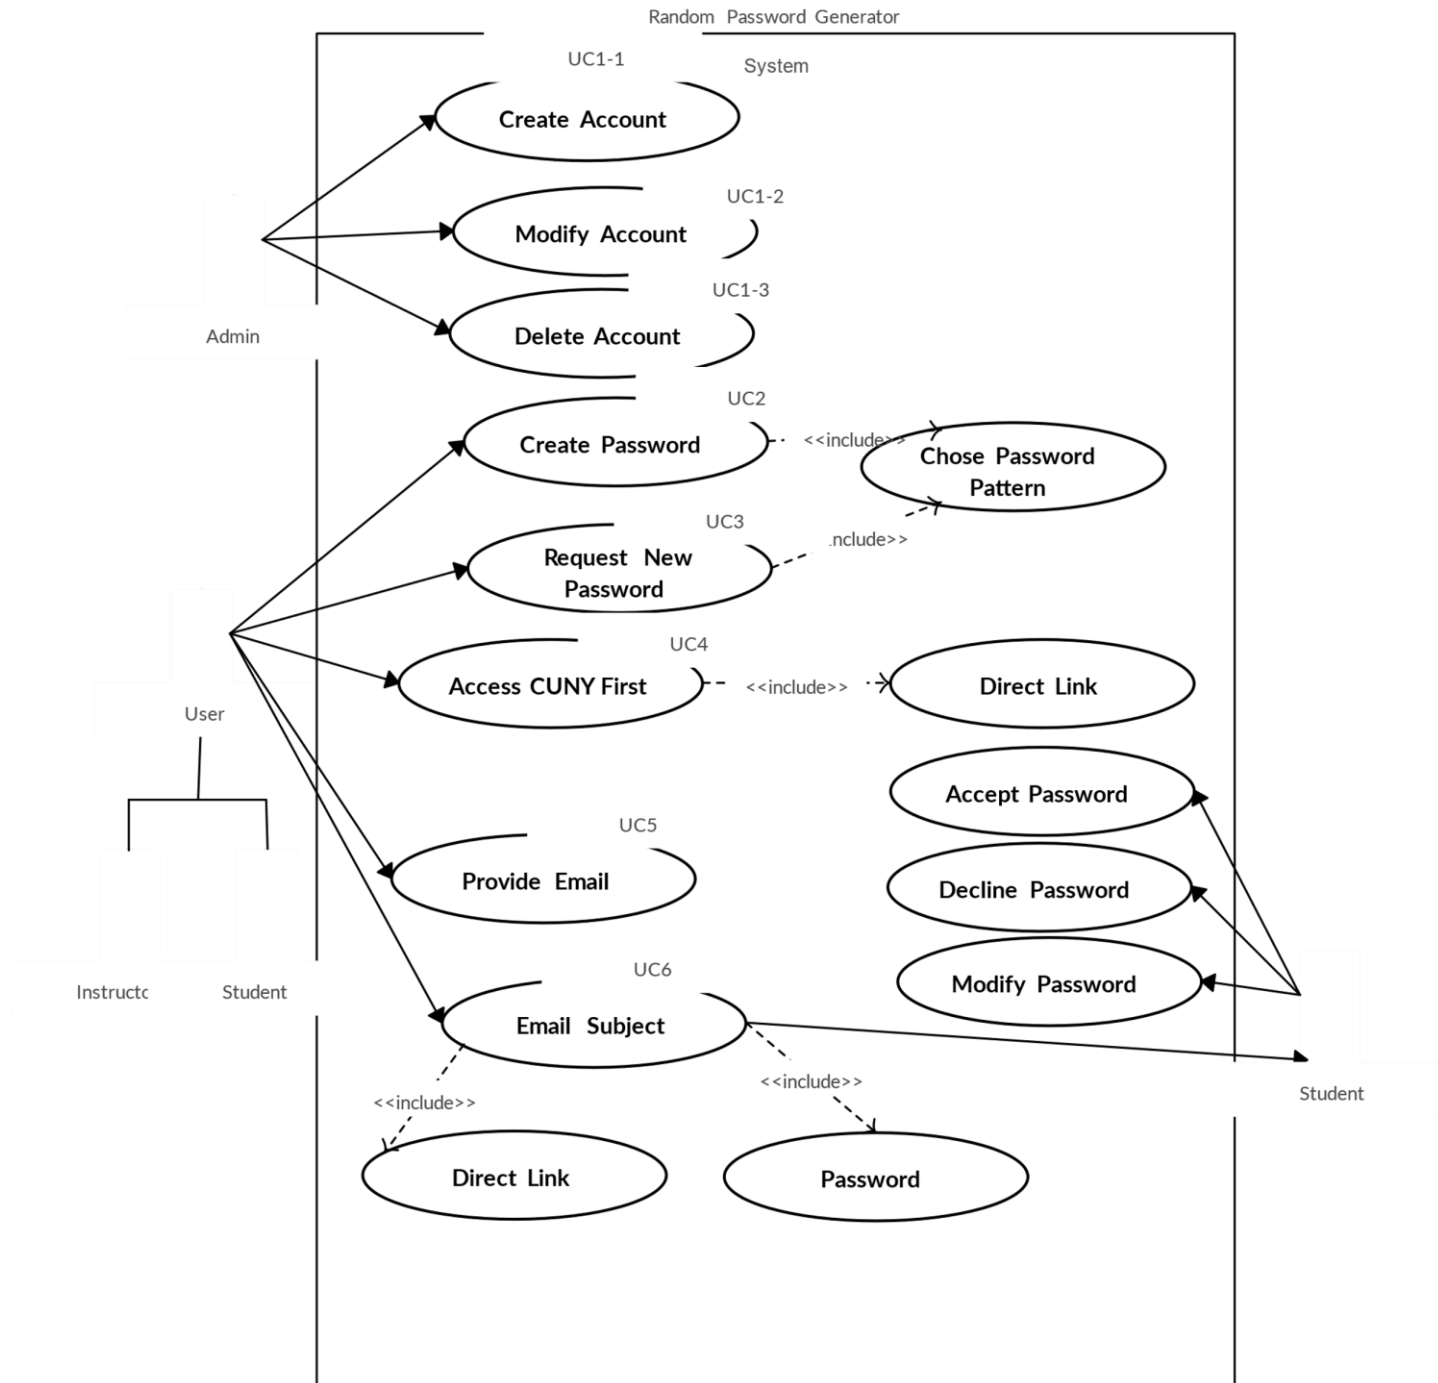 Random Password Generator
UC1-1
System
Create Account
UC1-2
Modify Account
UC1-3
Delete Account
Admin
UC2
Create Password
<<include>>
Chose Password
Pattern
UC3
Request New
Password
nclude>>
UC4
Access CUNY First
<<include>>
Direct Link
User
Accept Password
UC5
Provide Email
Decline Password
UC6
Modify Password
Instructc
Student
Email Subject
<<include>>
<<include>>
Student
Direct Link
Password